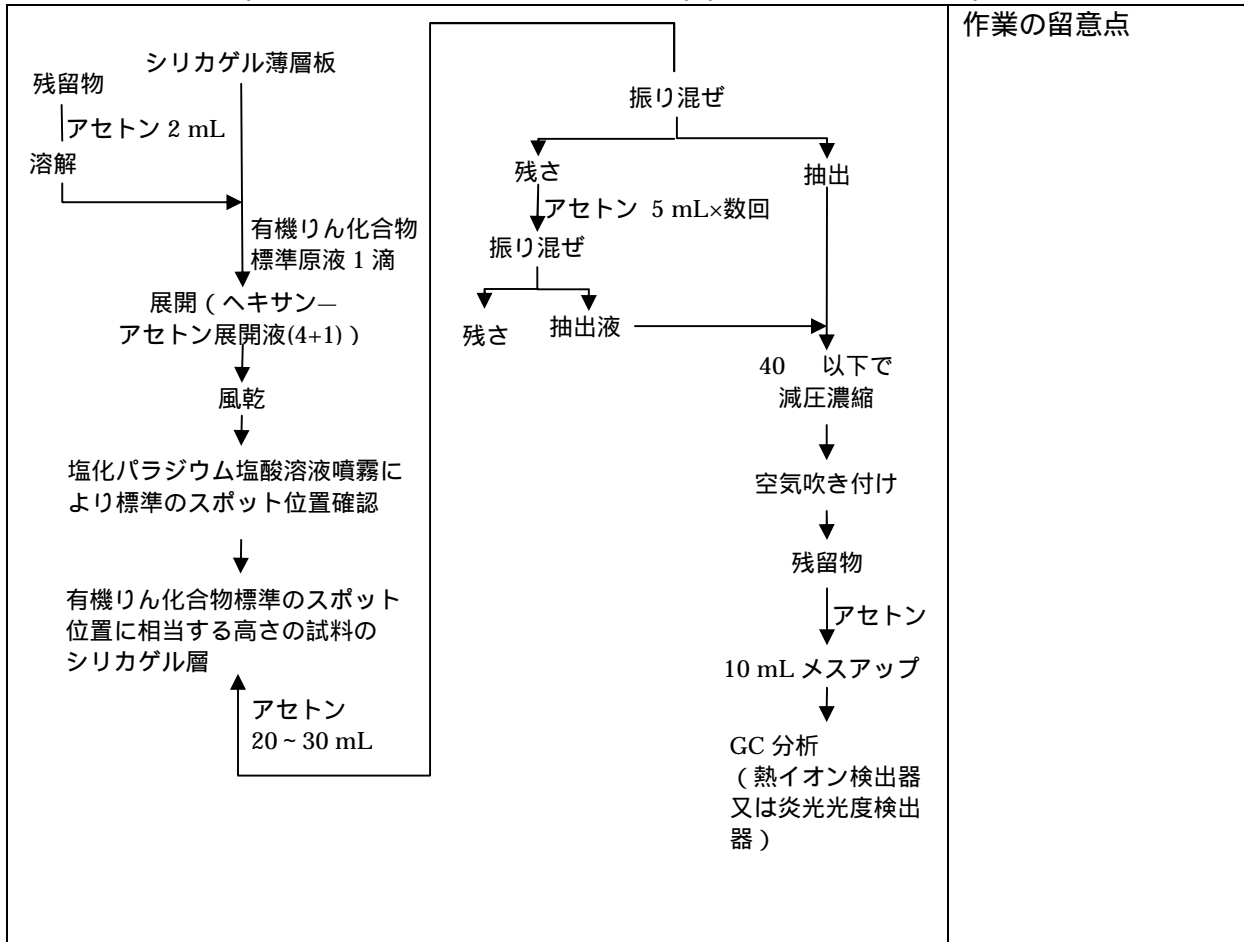 シリカゲル薄層板
残留物
アセトン 2 mL
溶解
有機りん化合物
標準原液 1 滴
展開（ヘキサン―
アセトン展開液(4+1)）
風乾
塩化パラジウム塩酸溶液噴霧に
より標準のスポット位置確認
有機りん化合物標準のスポット
位置に相当する高さの試料の
シリカゲル層
アセトン
20 ~ 30 mL
振り混ぜ
残さ
抽出
アセトン 5 mL×数回
振り混ぜ
残さ
抽出液
40 以下で
減圧濃縮
空気吹き付け
残留物
アセトン
10 mL メスアップ
GC 分析
（熱イオン検出器
又は炎光光度検出
器）
作業の留意点